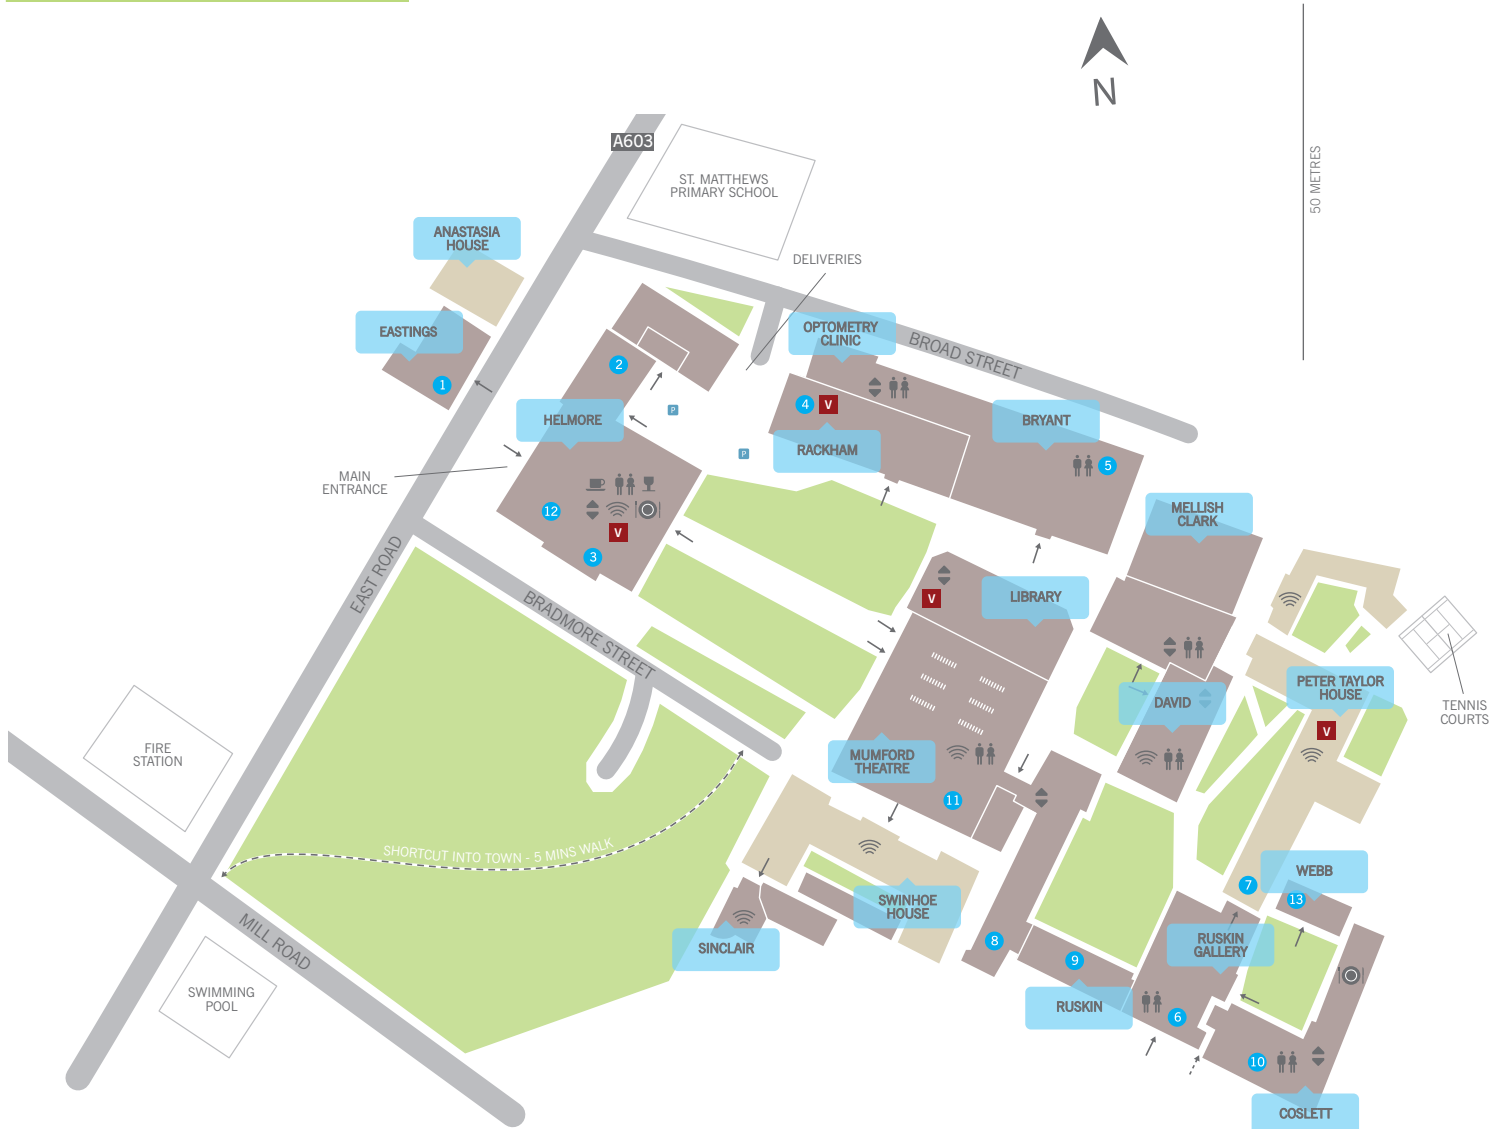 N
50 METRES
A603
ST. MATTHEWS
PRIMARY SCHOOL
ANASTASIA
HOUSE
DELIVERIES
EASTINGS
1
2
OPTOMETRY
CLINIC
BROAD STREET
HELMORE
4
V
RACKHAM
BRYANT
5
P
P
MAIN
ENTRANCE
12
V
3
MELLISH
CLARK
EAST ROAD
BRADMORE STREET
V
LIBRARY
PETER TAYLOR
HOUSE
V
TENNIS
COURTS
DAVID
FIRE
STATION
MUMFORD
THEATRE
11
SHORTCUT INTO TOWN - 5 MINS WALK
WEBB
7
13
SWINHOE
HOUSE
MILL ROAD
SINCLAIR
8
9
RUSKIN
GALLERY
SWIMMING
POOL
RUSKIN
6
10
COSLETT